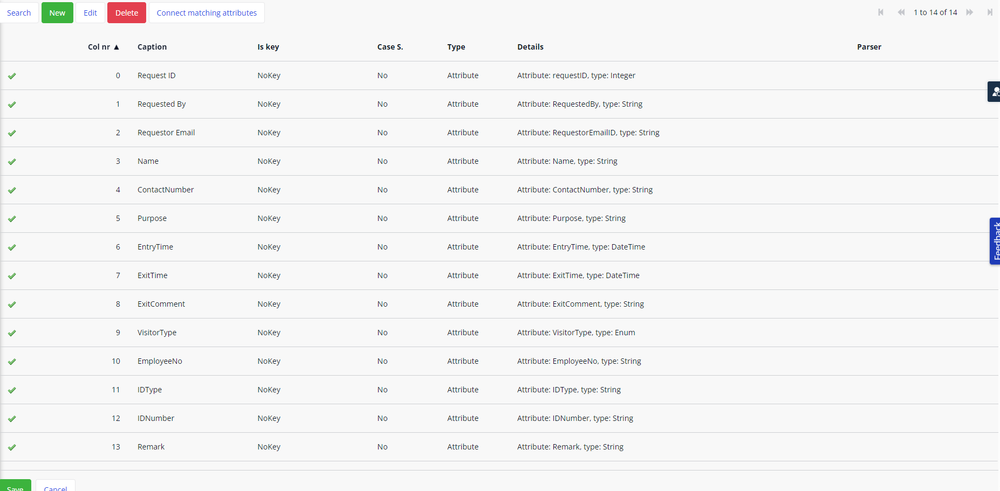 Search New Edit Delete Connect matching attributes 1 to 14 of 14
Col nr ▲ Caption Is key Case S. Type Details Parser
0 Request ID NoKey No Attribute Attribute: requestID, type: Integer
1 Requested By NoKey No Attribute Attribute: RequestedBy, type: String
2 Requestor Email NoKey No Attribute Attribute: RequestorEmailID, type: String
3 Name NoKey No Attribute Attribute: Name, type: String
4 ContactNumber NoKey No Attribute Attribute: ContactNumber, type: String
5 Purpose NoKey No Attribute Attribute: Purpose, type: String
6 EntryTime NoKey No Attribute Attribute: EntryTime, type: DateTime
7 ExitTime NoKey No Attribute Attribute: ExitTime, type: DateTime
8 ExitComment NoKey No Attribute Attribute: ExitComment, type: String
9 VisitorType NoKey No Attribute Attribute: VisitorType, type: Enum
10 EmployeeNo NoKey No Attribute Attribute: EmployeeNo, type: String
11 IDType NoKey No Attribute Attribute: IDType, type: String
12 IDNumber NoKey No Attribute Attribute: IDNumber, type: String
13 Remark NoKey No Attribute Attribute: Remark, type: String
Save Cancel
Feedback